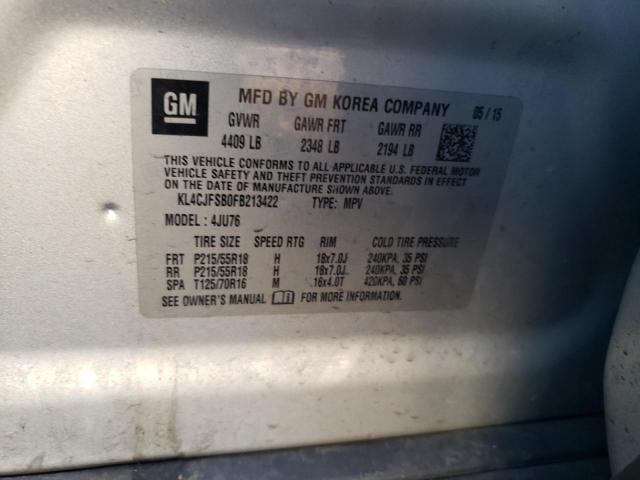 GM
MFD BY GM KOREA COMPANY 05 / 15
GVWR GAWR FRT GAWR RR
4409 LB 2348 LB 2194 LB
THIS VEHICLE CONFORMS TO ALL APPLICABLE U.S. FEDERAL MOTOR
VEHICLE SAFETY AND THEFT PREVENTION STANDARDS IN EFFECT
ON THE DATE OF MANUFACTURE SHOWN ABOVE.
KL4CJFSB0FB213422 TYPE: MPV
MODEL : 4JU76
TIRE SIZE SPEED RTG RIM COLD TIRE PRESSURE
FRT P215/55R18 H 18x7.0J 240KPA, 35 PSI
RR P215/55R18 H 18x7.0J 240KPA, 35 PSI
SPA T125/70R16 M 16x4.0T 420KPA, 60 PSI
SEE OWNER'S MANUAL FOR MORE INFORMATION.